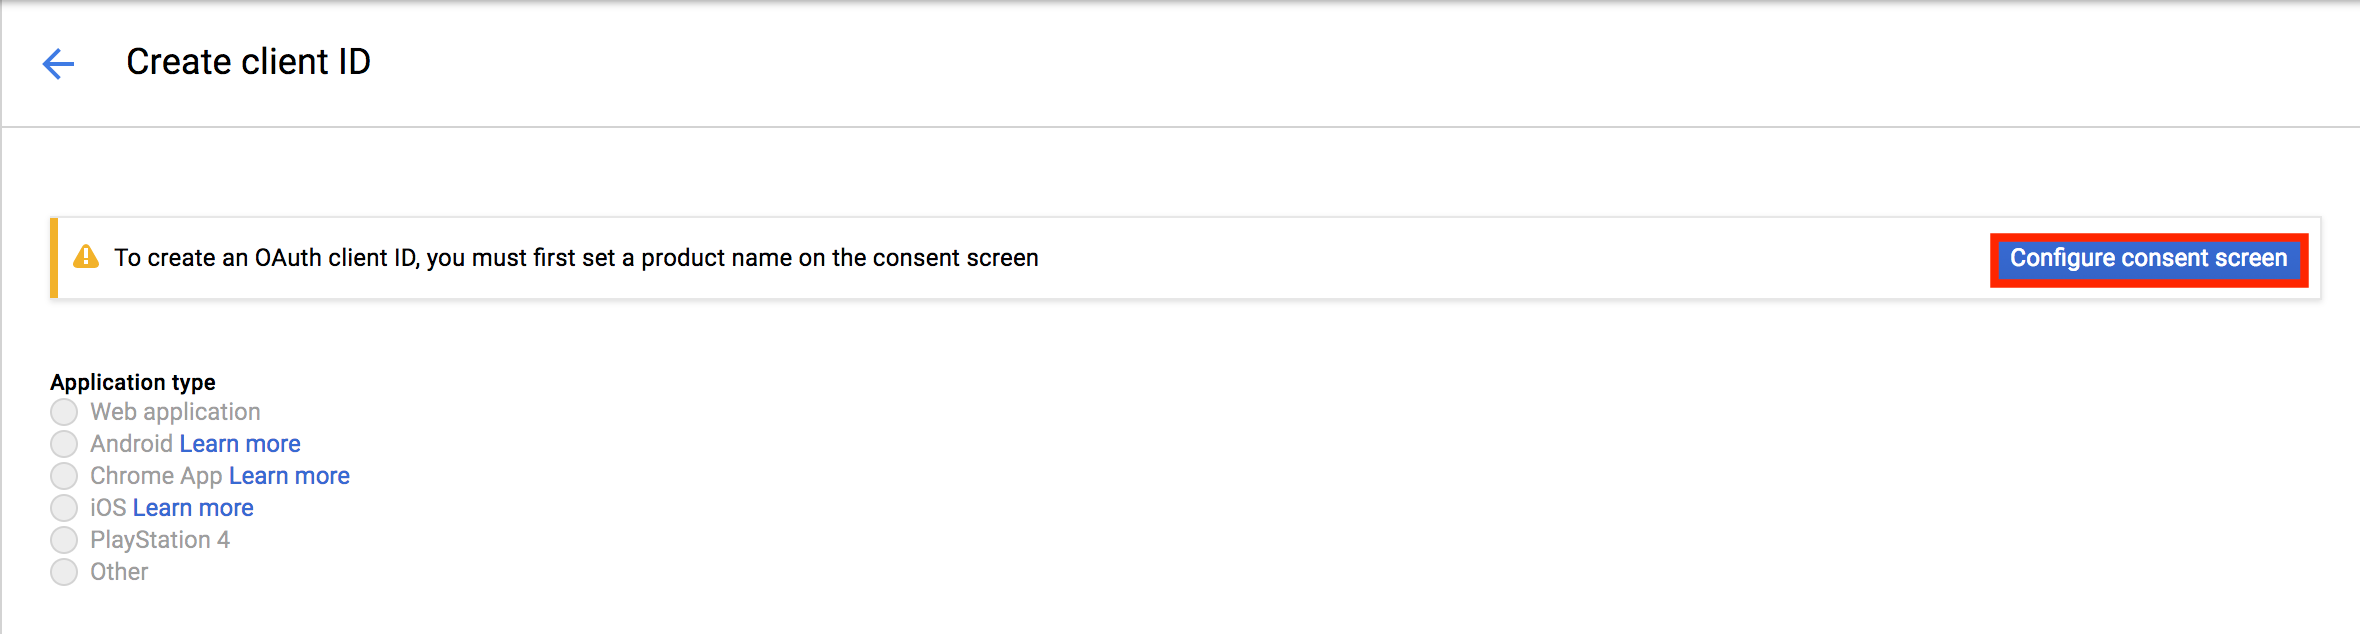 Create client ID
To create an OAuth client ID, you must first set a product name on the consent screen
Configure consent screen
Application type
Web application
Android Learn more
Chrome App Learn more
iOS Learn more
PlayStation 4
Other